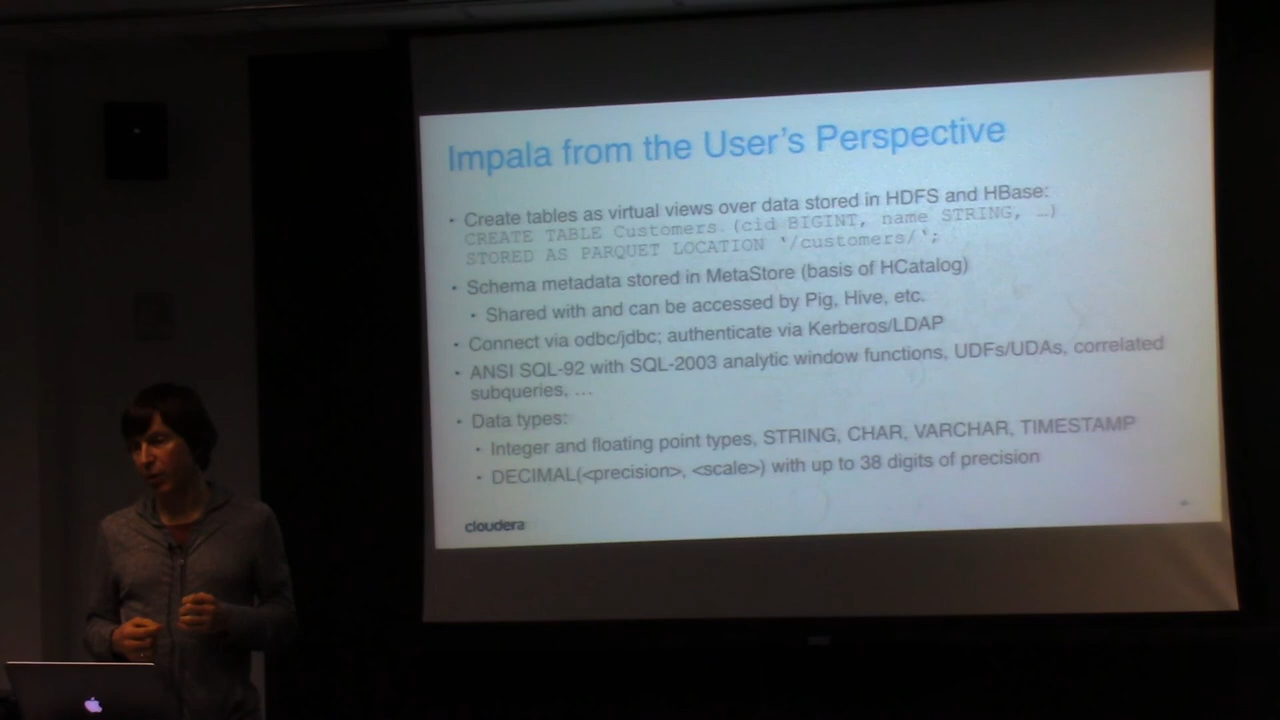 Impala from the User's Perspective
• Create tables as virtual views over data stored in HDFS and HBase:
CREATE TABLE Customers (cid BIGINT, name STRING, …)
STORED AS PARQUET LOCATION '/customers/';
• Schema metadata stored in MetaStore (basis of HCatalog)
• Shared with and can be accessed by Pig, Hive, etc.
• Connect via odbc/jdbc; authenticate via Kerberos/LDAP
• ANSI SQL-92 with SQL-2003 analytic window functions, UDFs/UDAs, correlated
subqueries, …
• Data types:
• Integer and floating point types, STRING, CHAR, VARCHAR, TIMESTAMP
• DECIMAL(<precision>, <scale>) with up to 38 digits of precision
cloudera